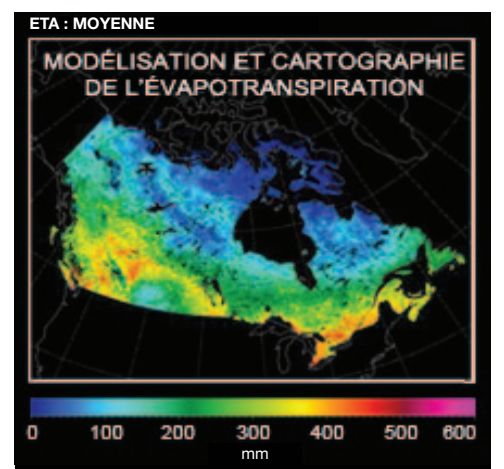 ETA : MOYENNE
MODÉLISATION ET CARTOGRAPHIE
DE L'ÉVAPOTRANSPIRATION
0 100 200 300 400 500 600
mm